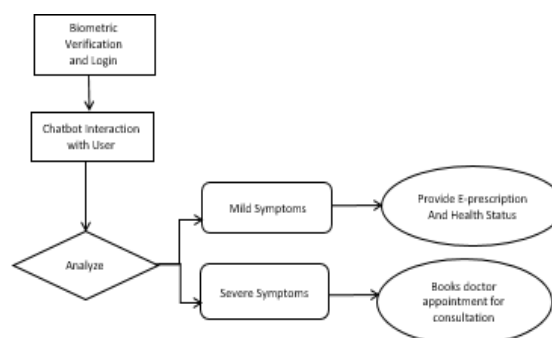 Biometric
Verification
and Login
Chatbot Interaction
with User
Analyze
Mild Symptoms
Provide E-prescription
And Health Status
Severe Symptoms
Books doctor
appointment for
consultation